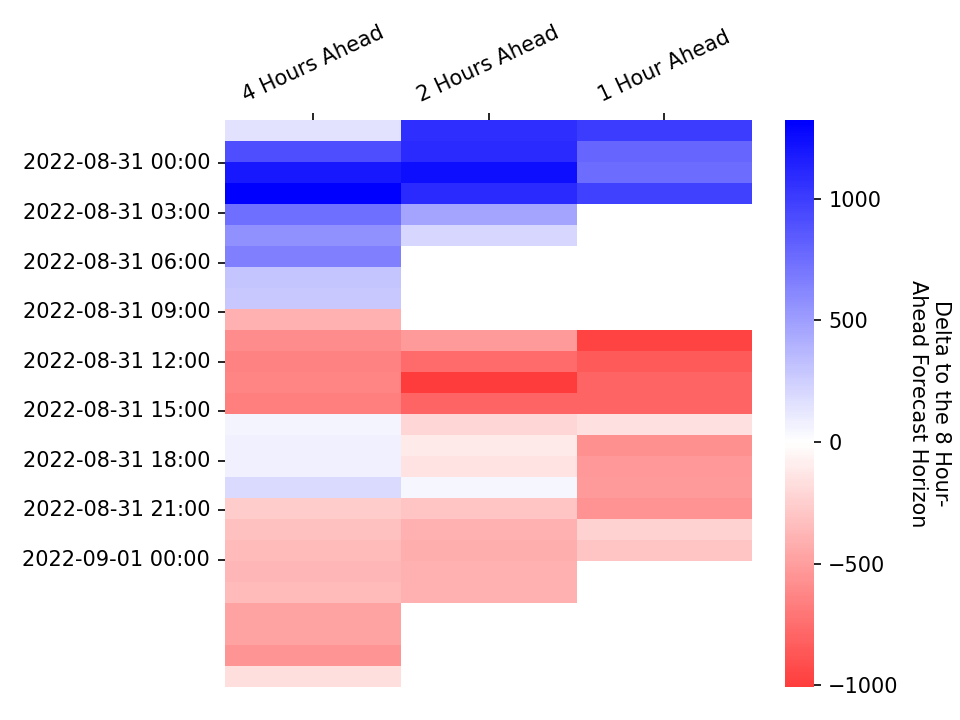 4 Hours Ahead
2 Hours Ahead
1 Hour Ahead
2022-08-31 00:00
2022-08-31 03:00
2022-08-31 06:00
2022-08-31 09:00
2022-08-31 12:00
2022-08-31 15:00
2022-08-31 18:00
2022-08-31 21:00
2022-09-01 00:00
1000
500
0
−500
−1000
Delta to the 8 Hour-
Ahead Forecast Horizon